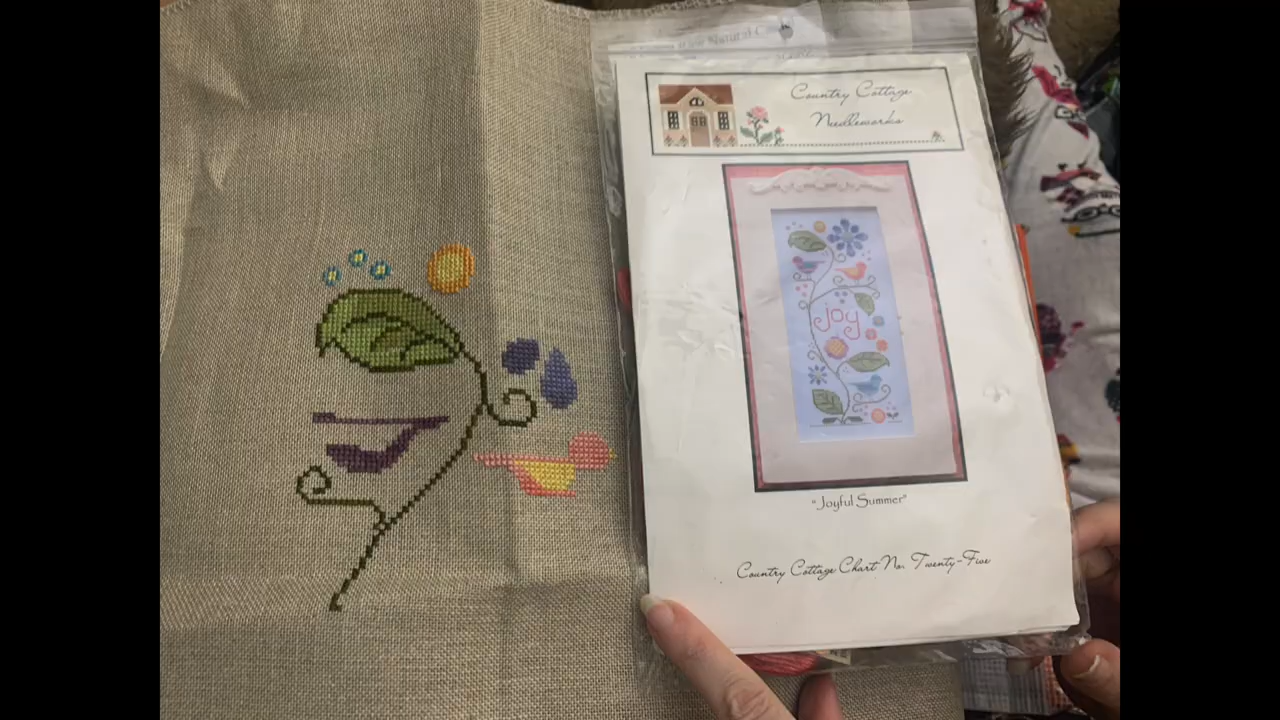 Country Cottage
Needleworks
joy
"Joyful Summer"
Country Cottage Chart No. Twenty-Five